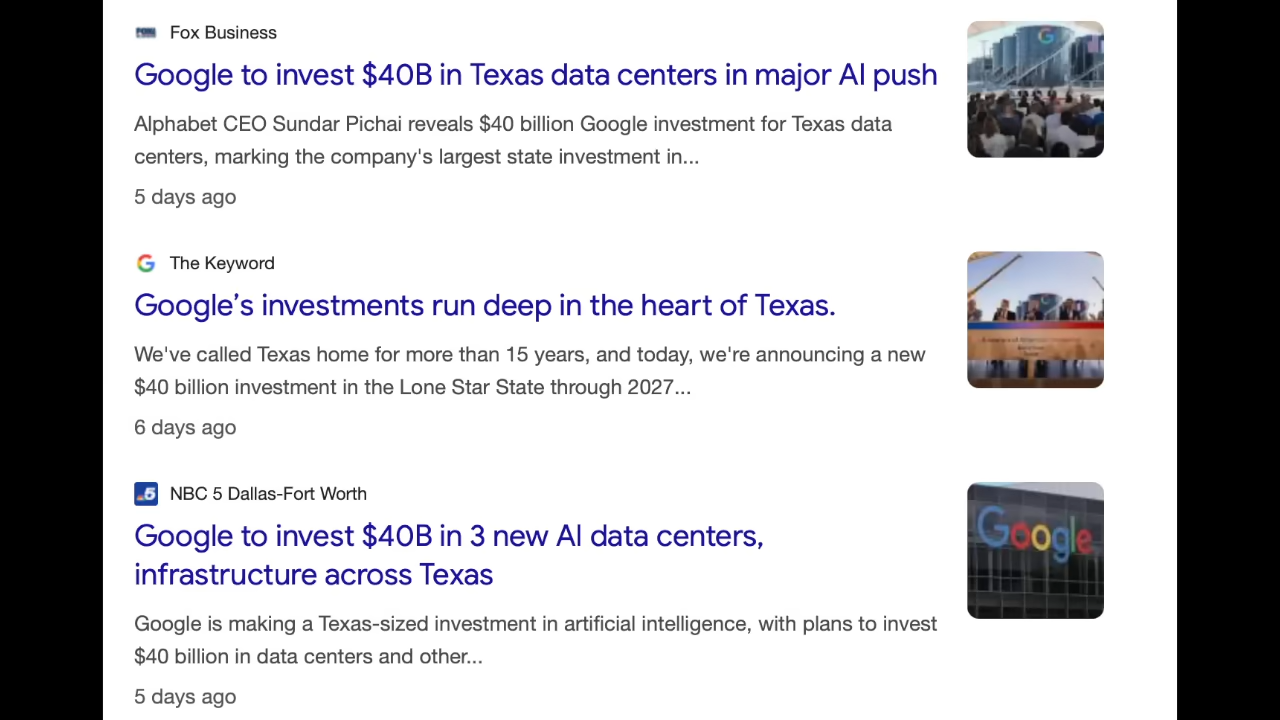 Fox Business
Google to invest $40B in Texas data centers in major AI push
Alphabet CEO Sundar Pichai reveals $40 billion Google investment for Texas data
centers, marking the company's largest state investment in...
5 days ago
The Keyword
Google’s investments run deep in the heart of Texas.
We've called Texas home for more than 15 years, and today, we're announcing a new
$40 billion investment in the Lone Star State through 2027...
6 days ago
NBC 5 Dallas-Fort Worth
Google to invest $40B in 3 new AI data centers,
infrastructure across Texas
Google is making a Texas-sized investment in artificial intelligence, with plans to invest
$40 billion in data centers and other...
5 days ago
Google